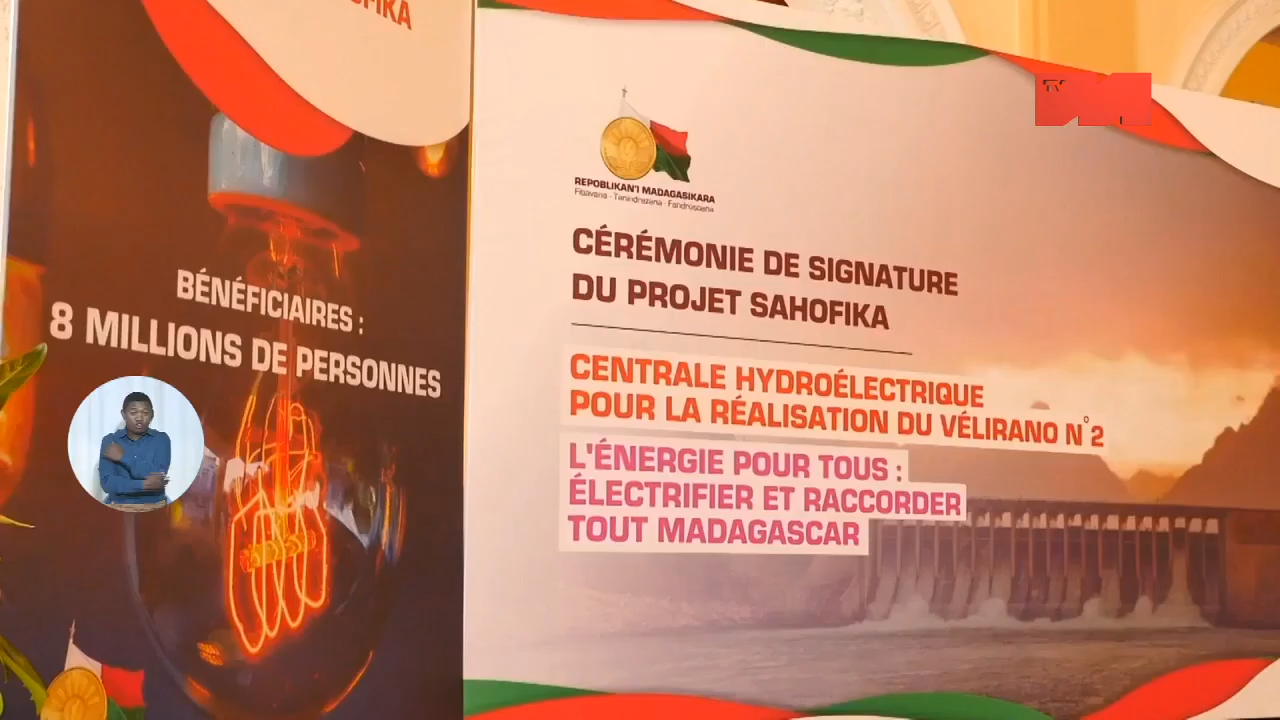 BÉNÉFICIAIRES :
8 MILLIONS DE PERSONNES
REPOBLIKAN'I MADAGASIKARA
Fitiavana - Tanindrazana - Fandrosoana
CÉRÉMONIE DE SIGNATURE
DU PROJET SAHOFIKA
CENTRALE HYDROÉLECTRIQUE
POUR LA RÉALISATION DU VÉLIRANO N°2
L'ÉNERGIE POUR TOUS :
ÉLECTRIFIER ET RACCORDER
TOUT MADAGASCAR